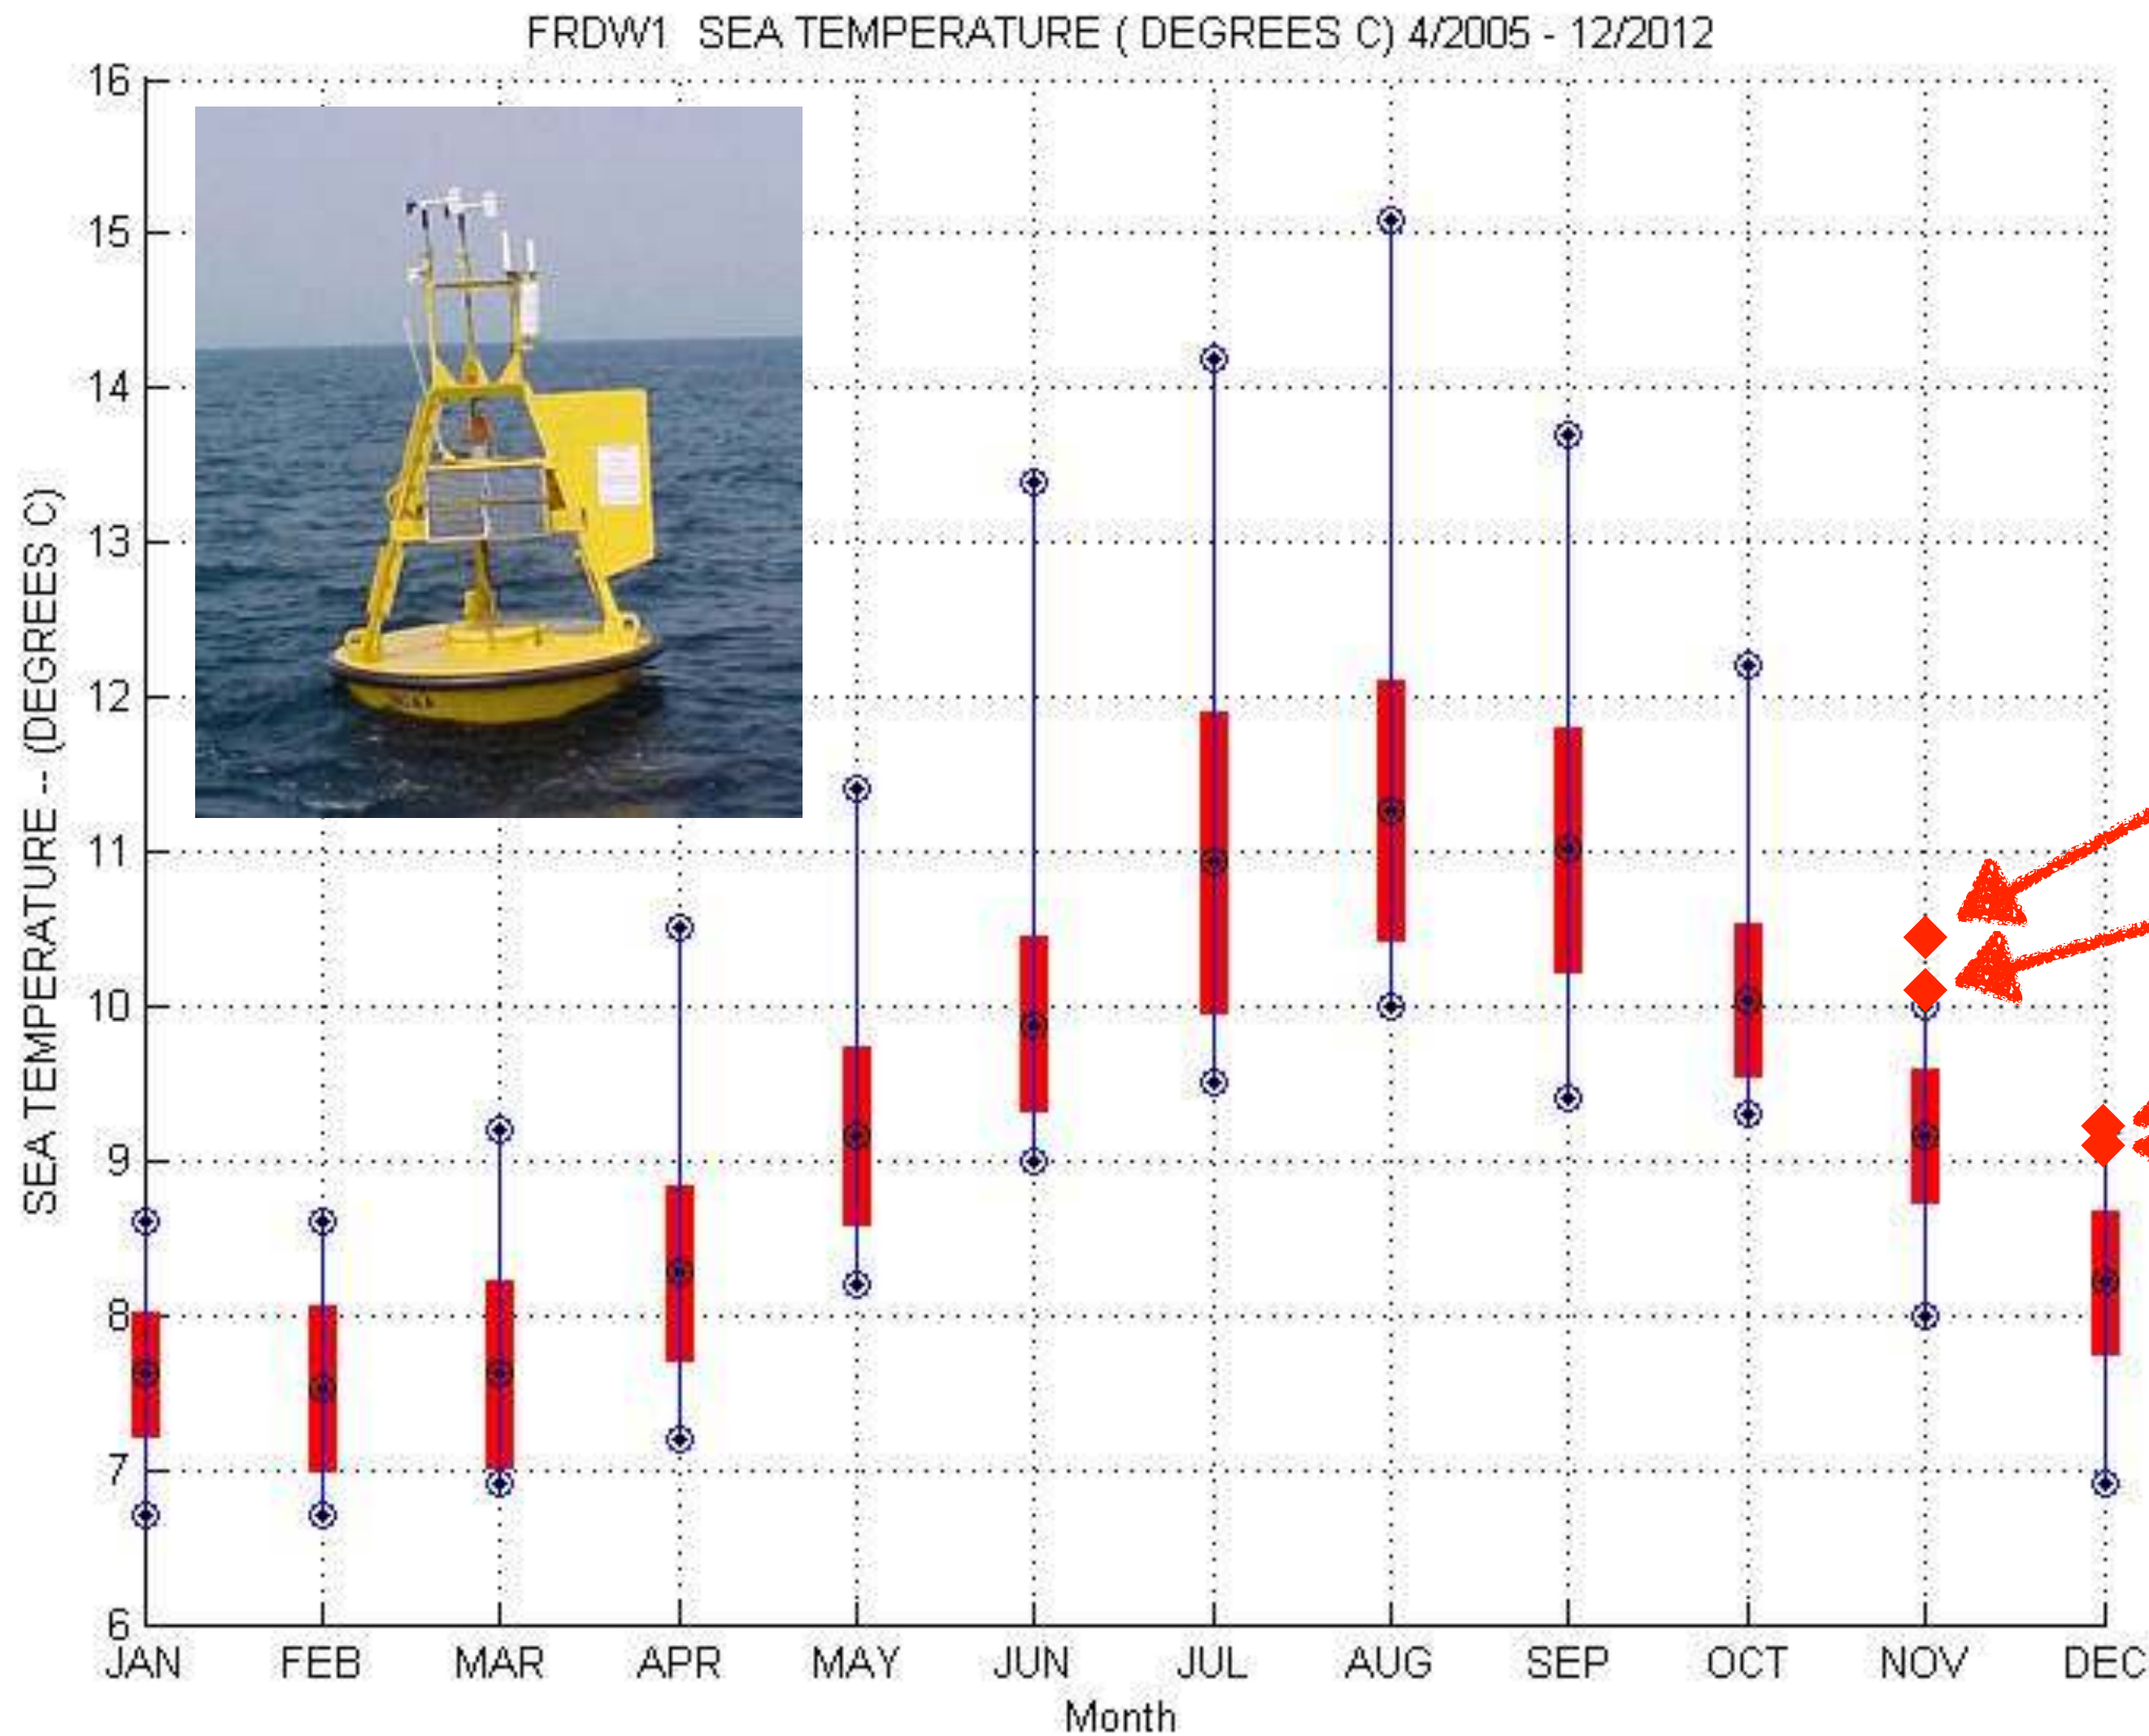 FRDW1 SEA TEMPERATURE ( DEGREES C) 4/2005 - 12/2012
SEA TEMPERATURE -- (DEGREES C)
16
15
14
13
12
11
10
9
8
7
6
JAN FEB MAR APR MAY JUN JUL AUG SEP OCT NOV DEC
Month